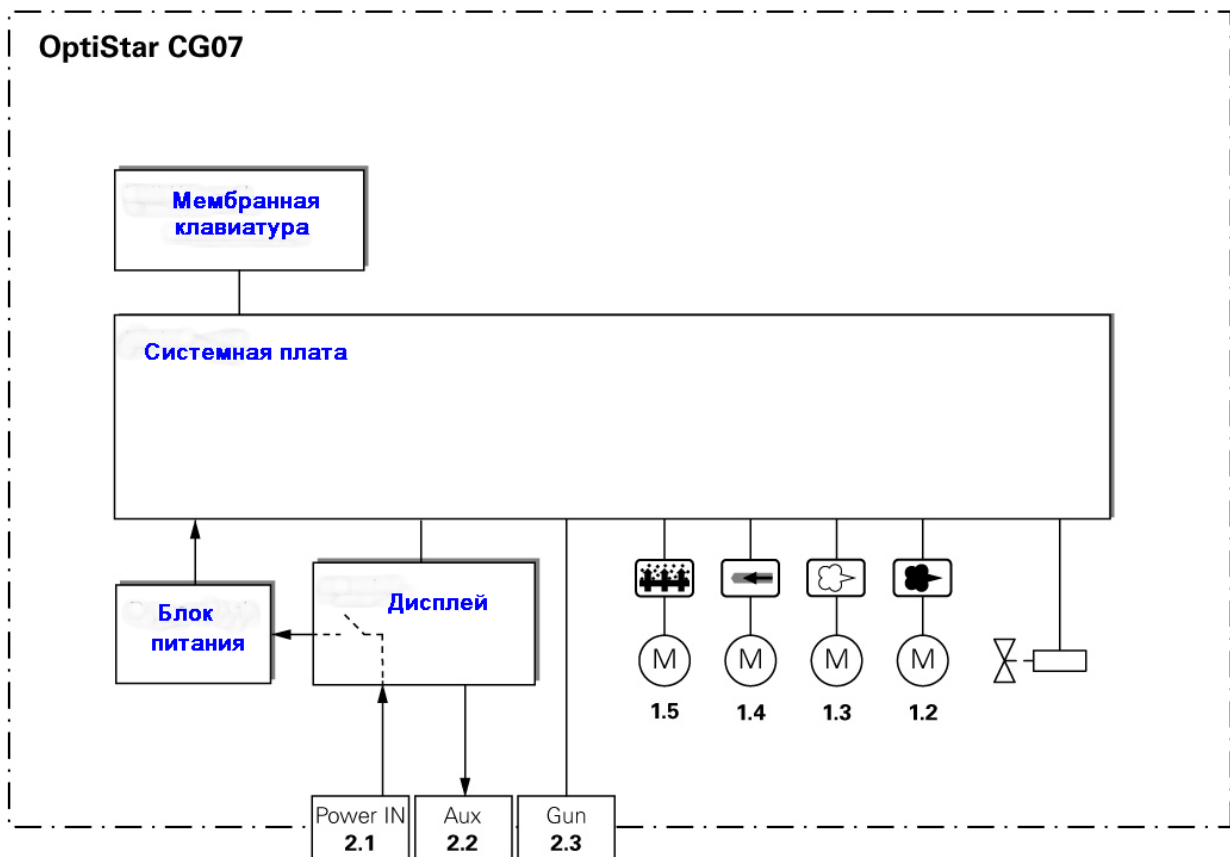 OptiStar CG07
Мембранная
клавиатура
Системная плата
Блок
питания
Дисплей
M
M
M
M
1.5
1.4
1.3
1.2
Power IN
2.1
Aux
2.2
Gun
2.3